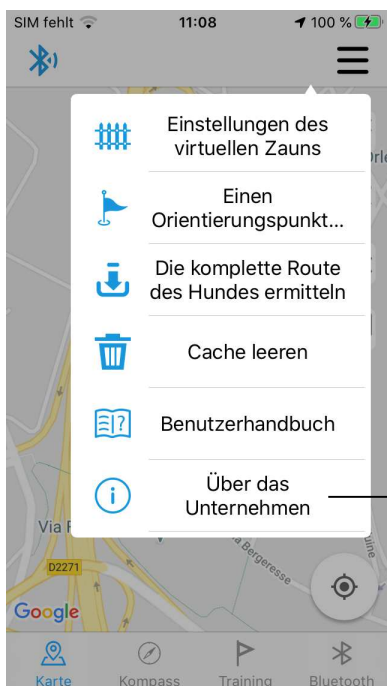 SIM fehlt 11:08 100 %
Einstellungen des
virtuellen Zauns
Einen
Orientierungspunkt...
Die komplette Route
des Hundes ermitteln
Cache leeren
Benutzerhandbuch
Über das
Unternehmen
Via
D2271
Bergeresse
Google
Karte Kompass Training Bluetooth